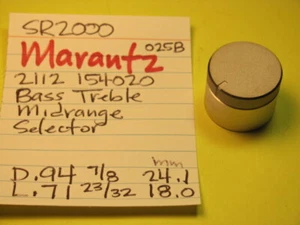 SR2000
Marantz 025B
2112 154020
Bass Treble
Midrange
Selector
mm
D.94 7/8 24.1
L.71 23/32 18.0